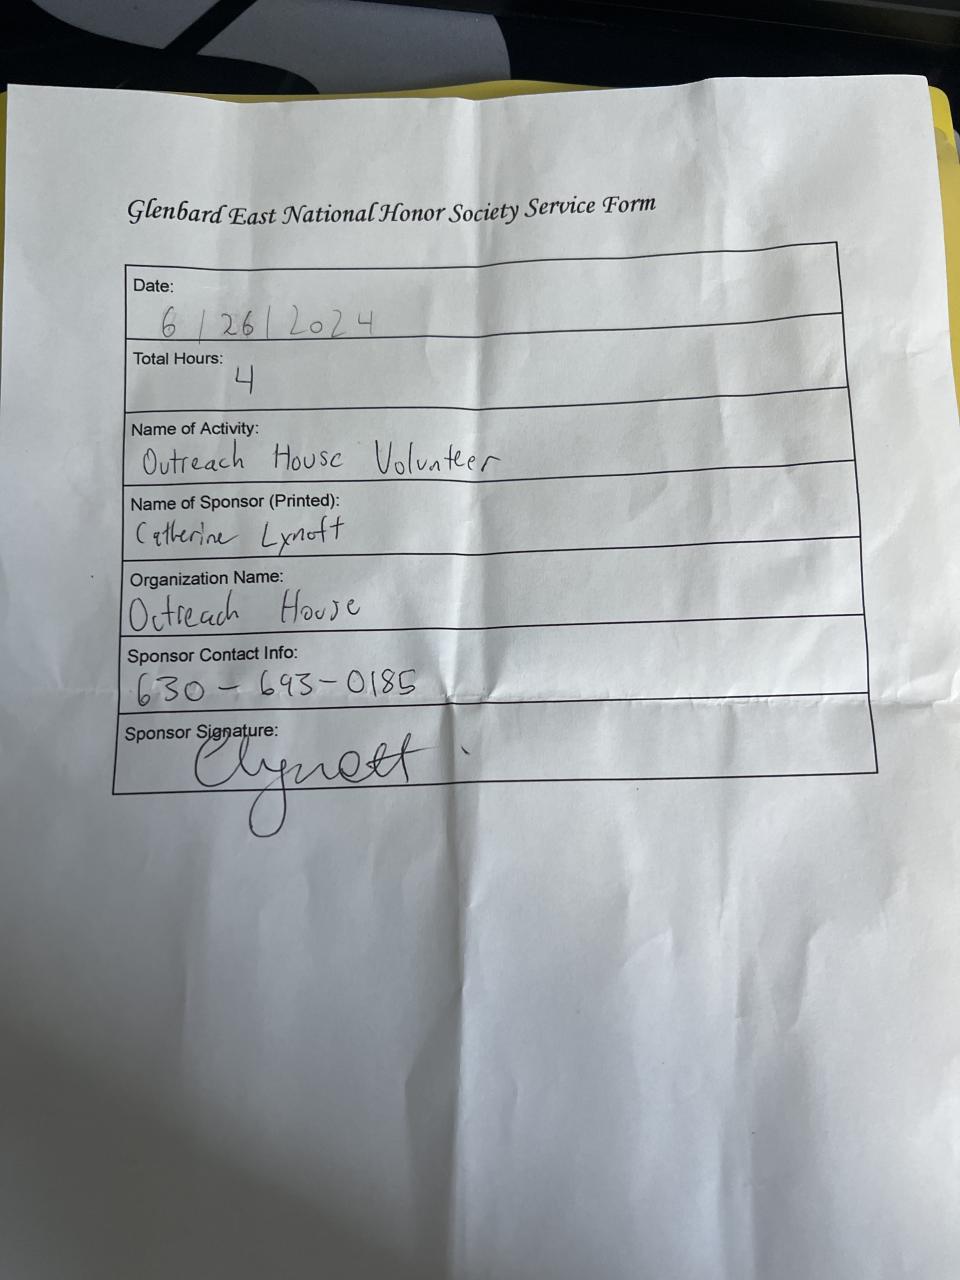 Glenbard East National Honor Society Service Form
Date:
6/26/2024
Total Hours:
4
Name of Activity:
Outreach House Volunteer
Name of Sponsor (Printed):
Catherine Lynott
Organization Name:
Outreach House
Sponsor Contact Info:
630-693-0185
Sponsor Signature:
Clynott